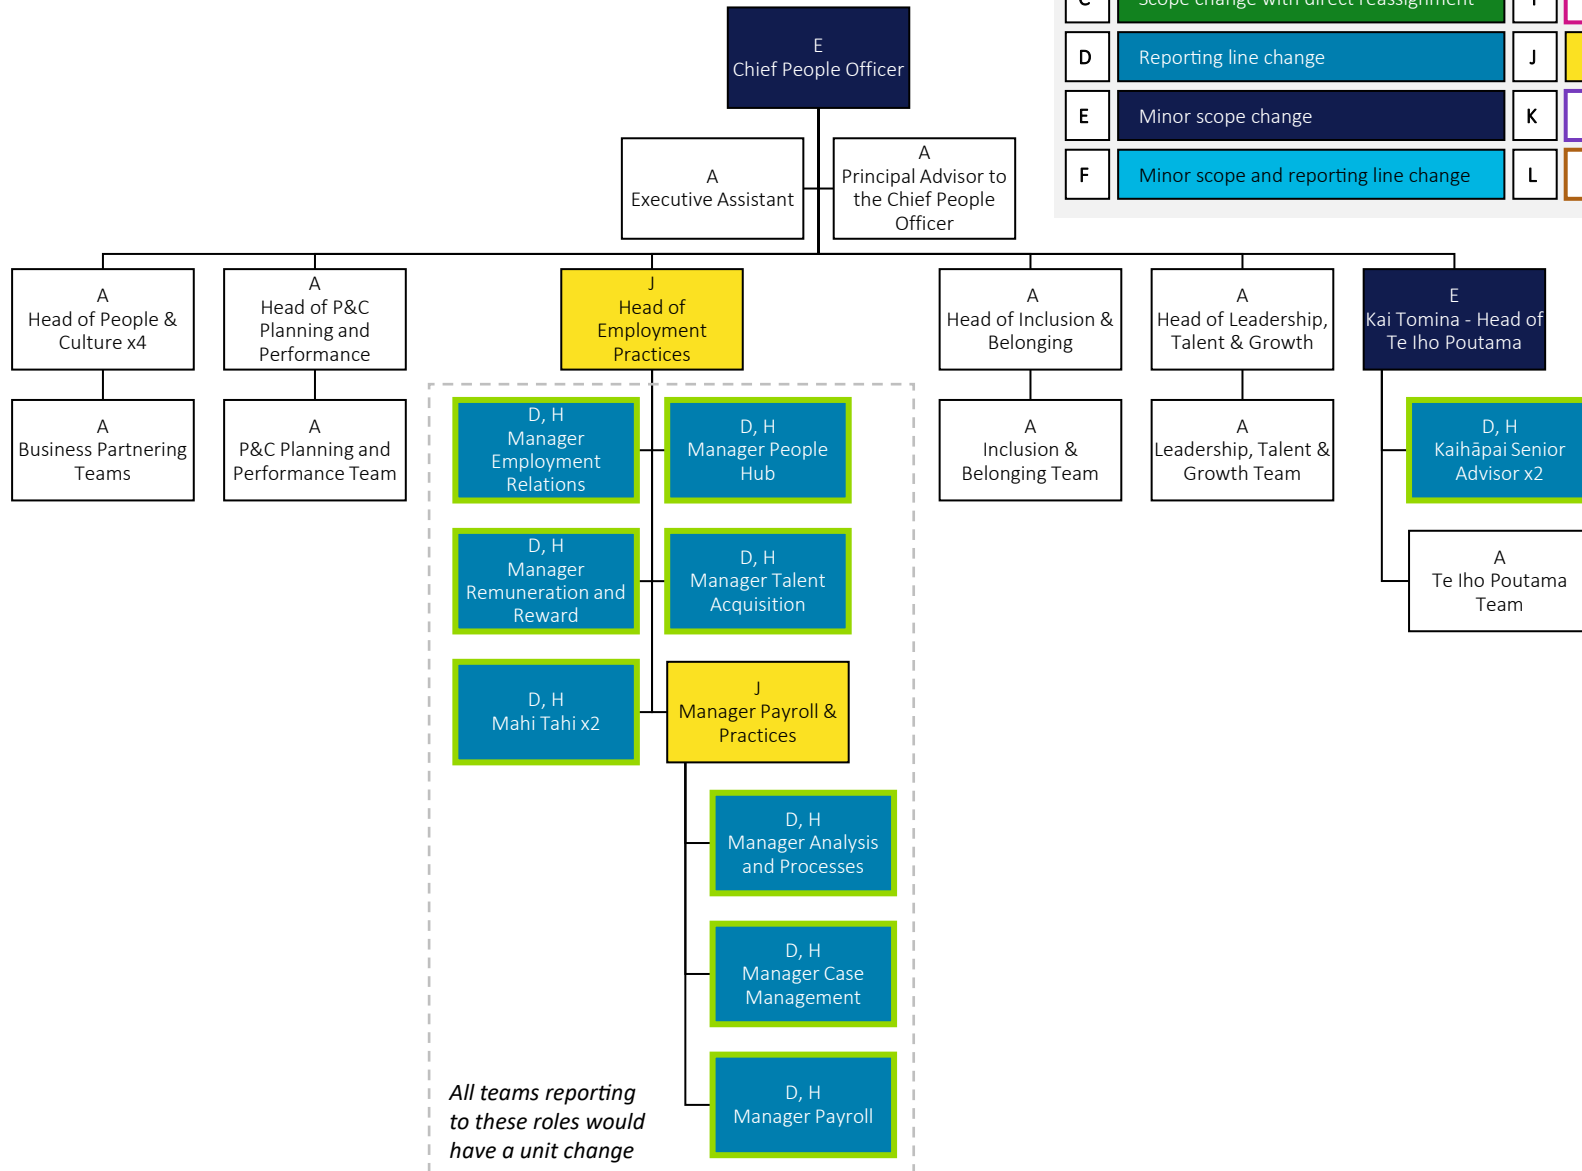 E
Chief People Officer
C
Scope change with direct reassignment
I
D
Reporting line change
J
E
Minor scope change
K
F
Minor scope and reporting line change
L
A
Executive Assistant
A
Principal Advisor to
the Chief People
Officer
A
Head of People &
Culture x4
A
Head of P&C
Planning and
Performance
J
Head of
Employment
Practices
A
Head of Inclusion &
Belonging
A
Head of Leadership,
Talent & Growth
E
Kai Tomina - Head of
Te Iho Poutama
A
Business Partnering
Teams
A
P&C Planning and
Performance Team
D, H
Manager
Employment
Relations
D, H
Manager People
Hub
A
Inclusion &
Belonging Team
A
Leadership, Talent &
Growth Team
D, H
Kaihāpai Senior
Advisor x2
D, H
Manager
Remuneration and
Reward
D, H
Manager Talent
Acquisition
A
Te Iho Poutama
Team
D, H
Mahi Tahi x2
J
Manager Payroll &
Practices
D, H
Manager Analysis
and Processes
D, H
Manager Case
Management
D, H
Manager Payroll
All teams reporting
to these roles would
have a unit change